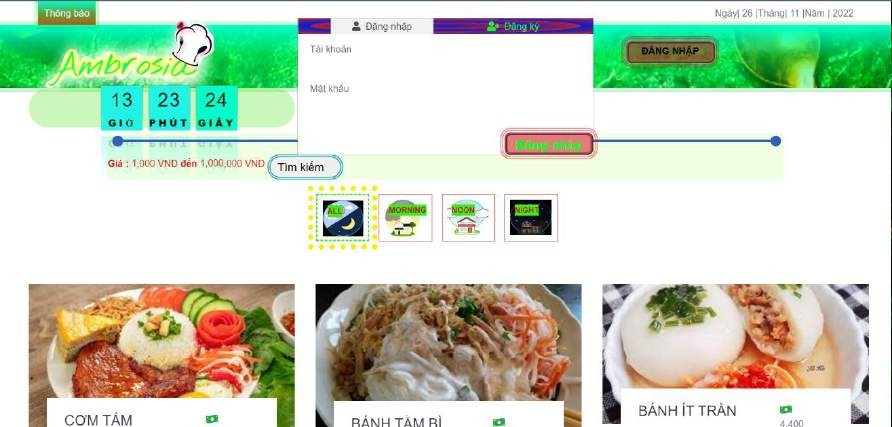 Thông báo
Ngày| 26 |Tháng| 11 |Năm | 2022
Đăng nhập
Đăng ký
Ambrosia
Tài khoản
ĐĂNG NHẬP
Mật khẩu
13 23 24
GIỜ PHÚT GIÂY
Đăng nhập
Giá : 1,000 VND đến 1,000,000 VND
Tìm kiếm
ALL
MORNING
NOON
NIGHT
CƠM TẤM
BÁNH TẰM BÌ
BÁNH ÍT TRẦN
4,400